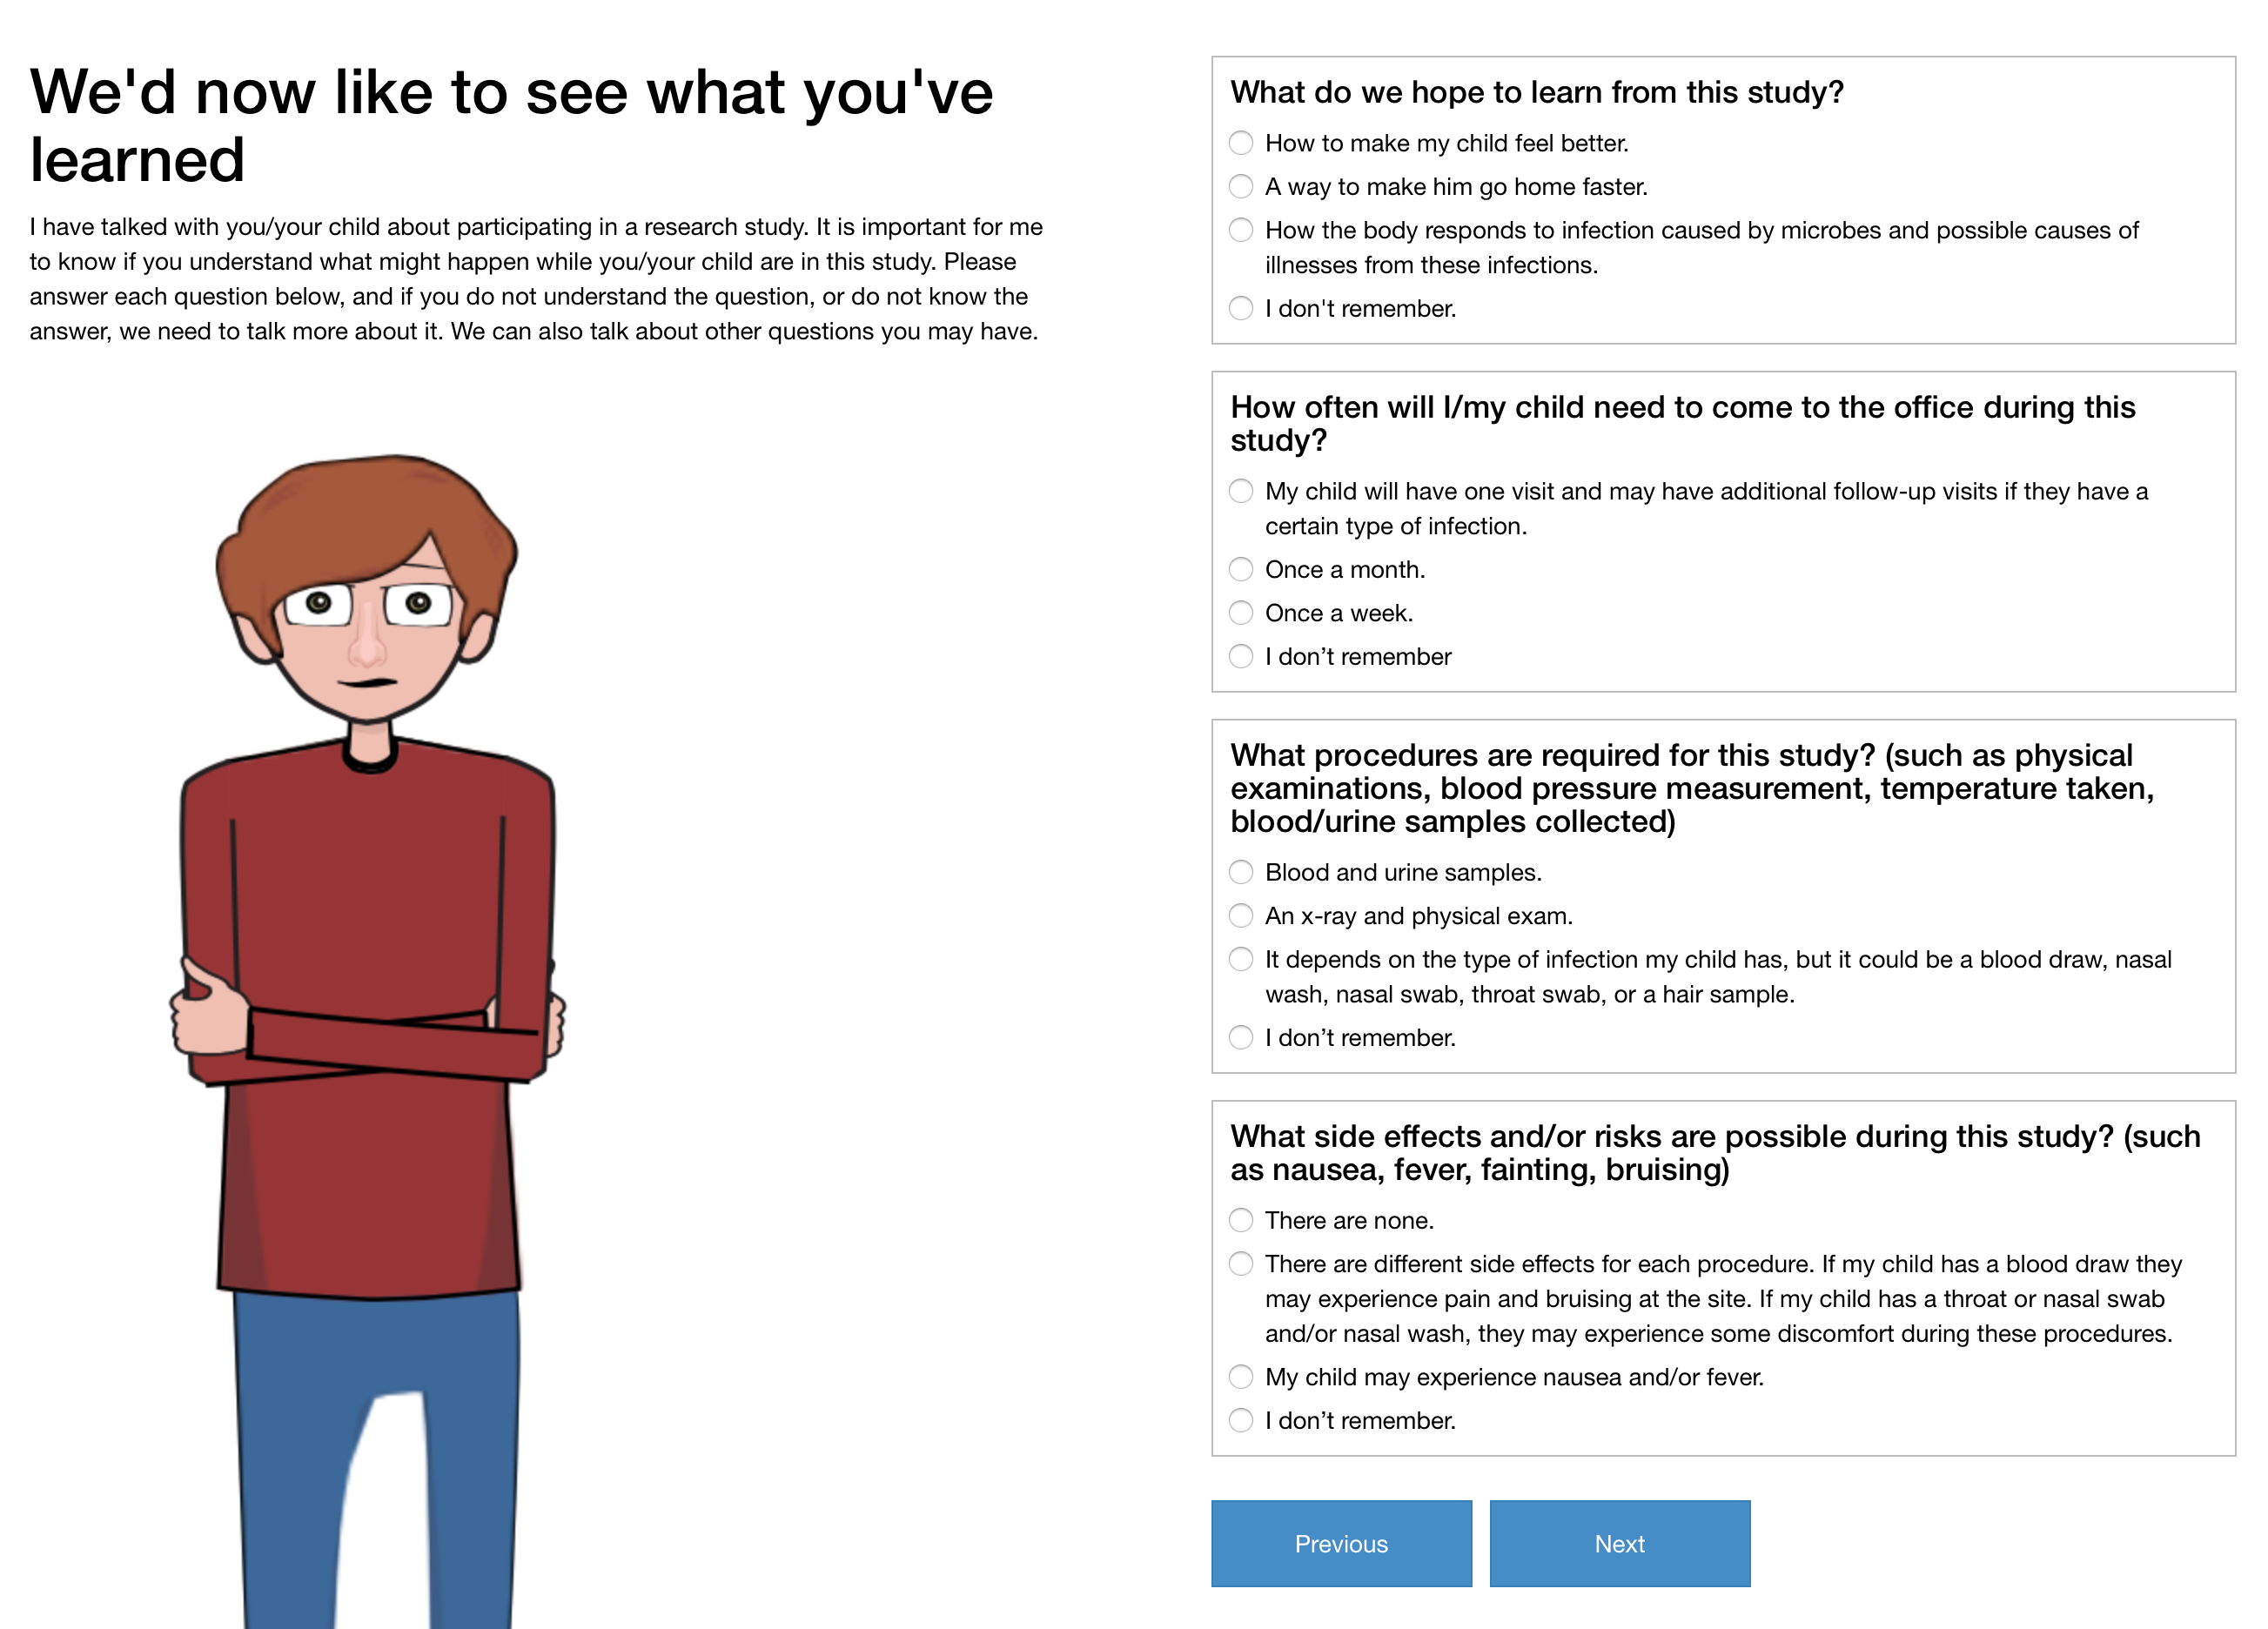 We'd now like to see what you've
learned
I have talked with you/your child about participating in a research study. It is important for me
to know if you understand what might happen while you/your child are in this study. Please
answer each question below, and if you do not understand the question, or do not know the
answer, we need to talk more about it. We can also talk about other questions you may have.
What do we hope to learn from this study?
How to make my child feel better.
A way to make him go home faster.
How the body responds to infection caused by microbes and possible causes of
illnesses from these infections.
I don't remember.
How often will I/my child need to come to the office during this
study?
My child will have one visit and may have additional follow-up visits if they have a
certain type of infection.
Once a month.
Once a week.
I don’t remember
What procedures are required for this study? (such as physical
examinations, blood pressure measurement, temperature taken,
blood/urine samples collected)
Blood and urine samples.
An x-ray and physical exam.
It depends on the type of infection my child has, but it could be a blood draw, nasal
wash, nasal swab, throat swab, or a hair sample.
I don’t remember.
What side effects and/or risks are possible during this study? (such
as nausea, fever, fainting, bruising)
There are none.
There are different side effects for each procedure. If my child has a blood draw they
may experience pain and bruising at the site. If my child has a throat or nasal swab
and/or nasal wash, they may experience some discomfort during these procedures.
My child may experience nausea and/or fever.
I don’t remember.
Previous
Next